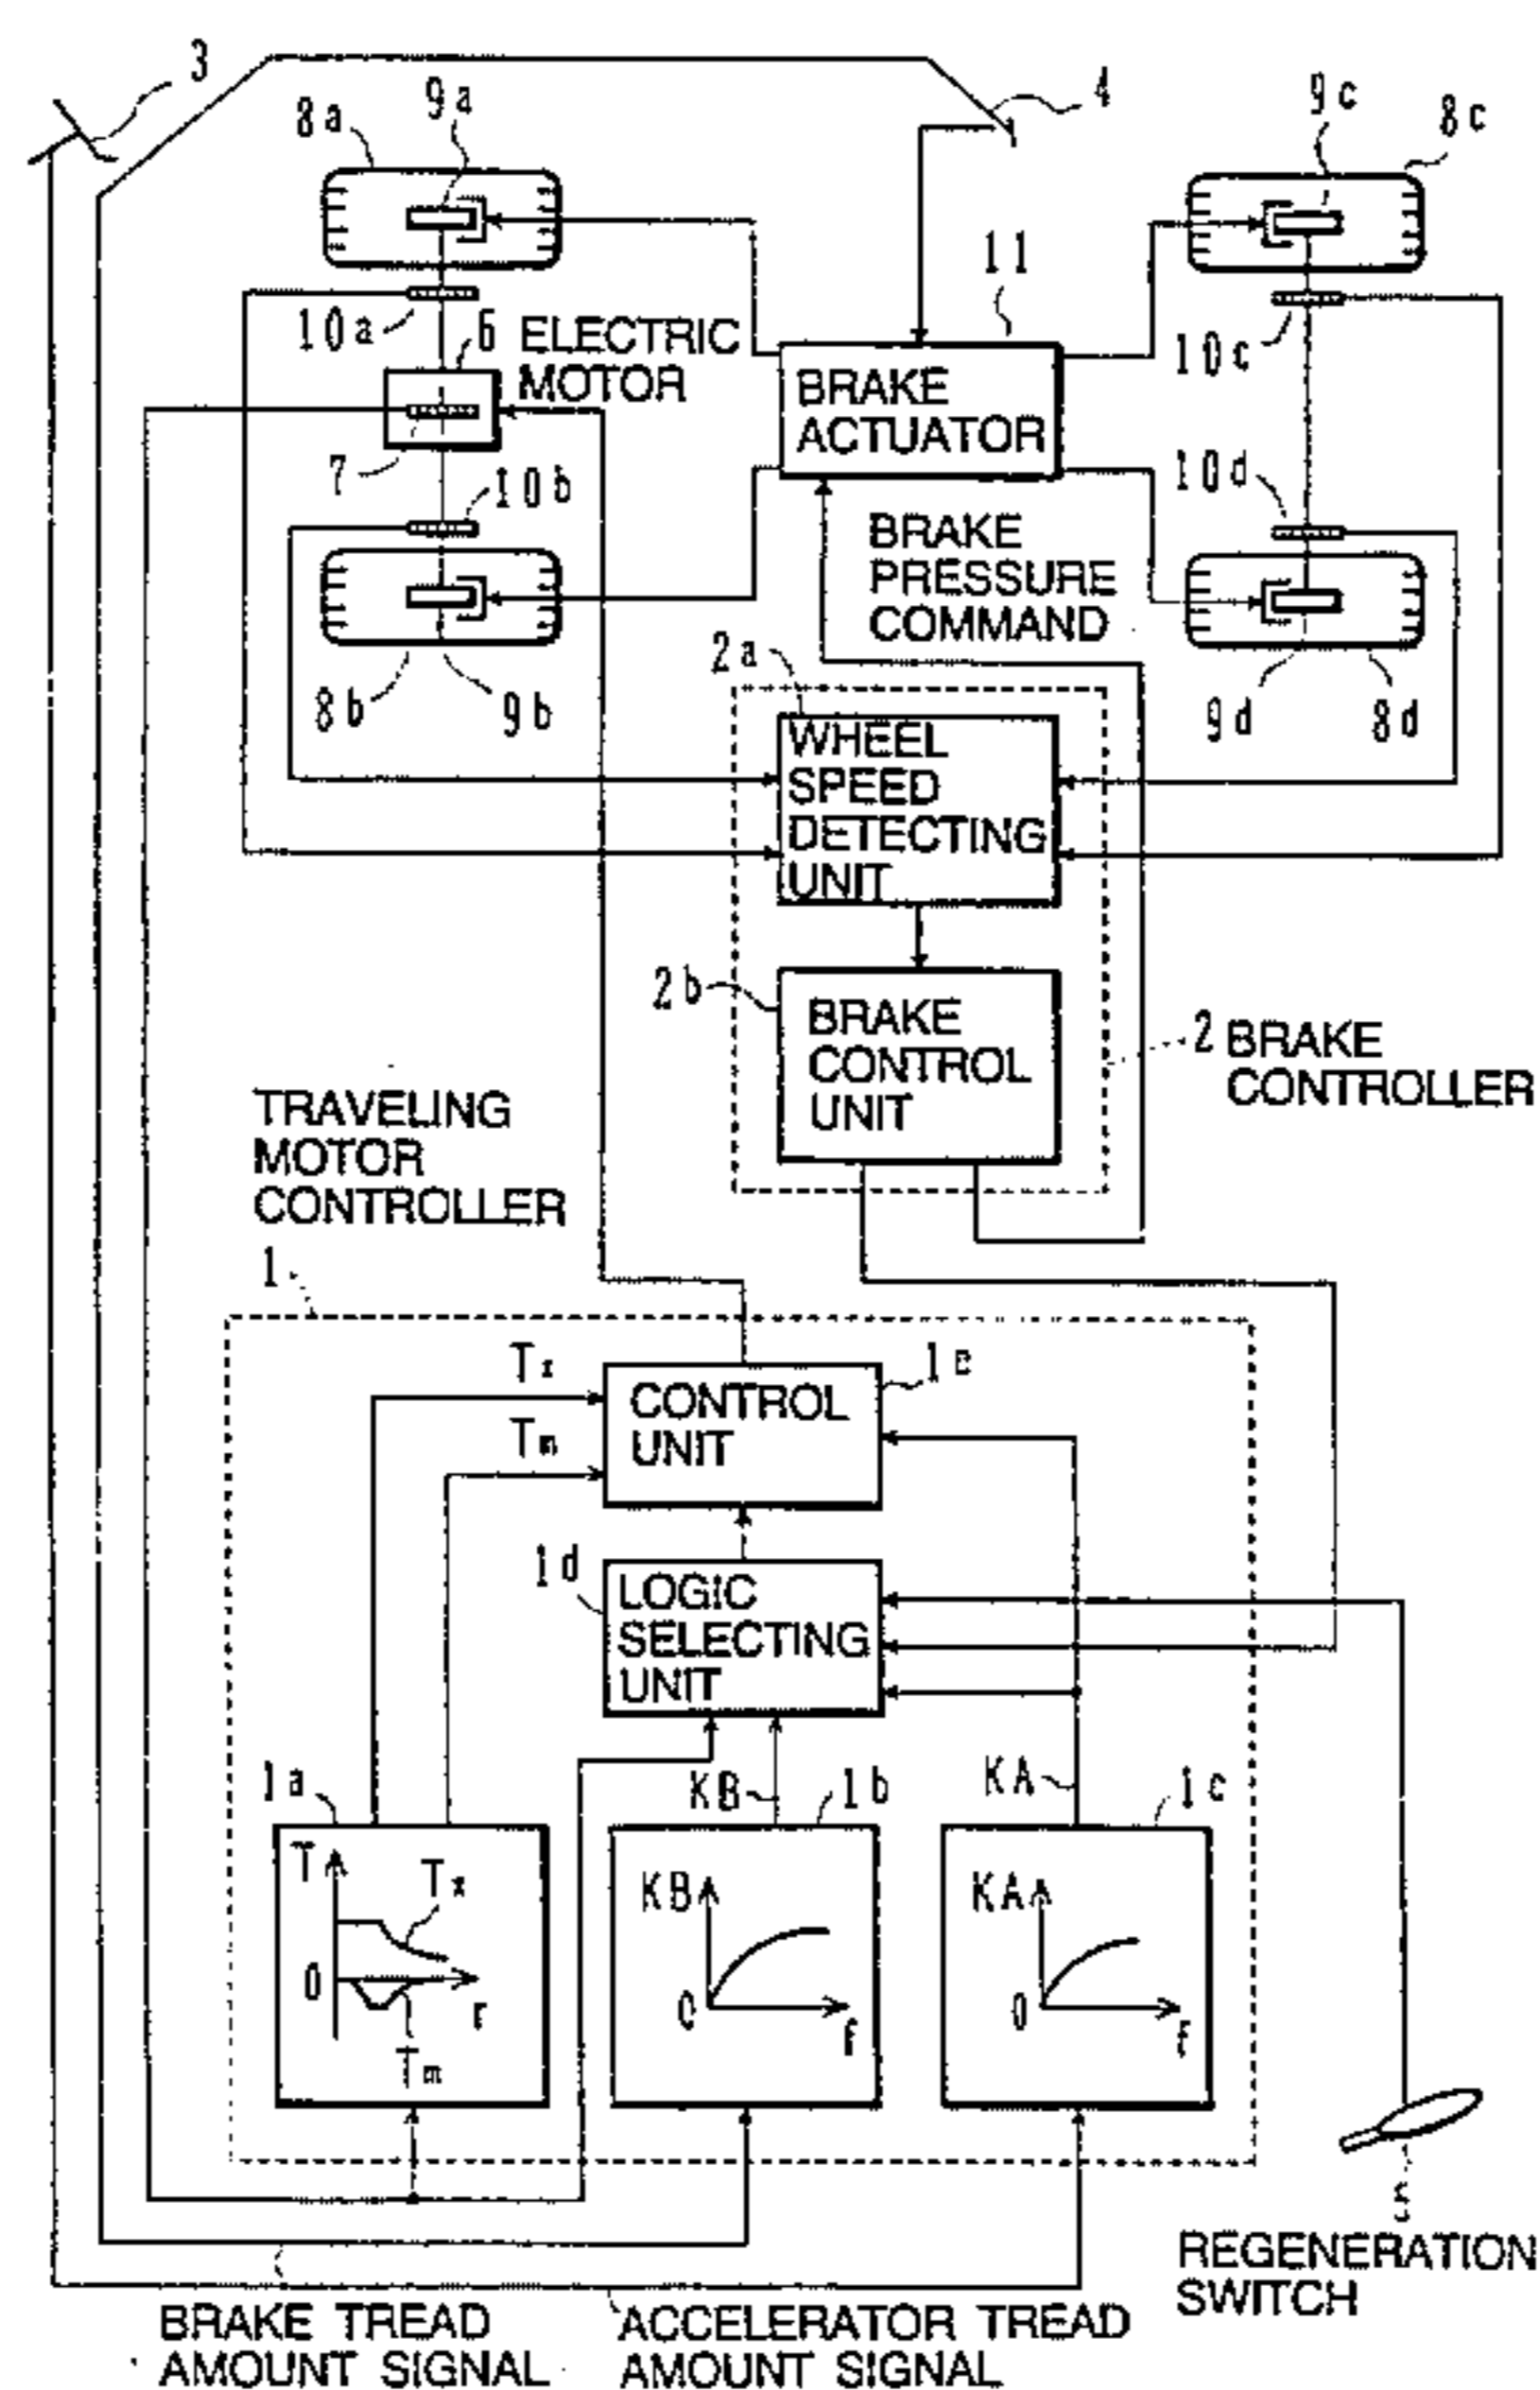 3
4
9a
8a
9c
8c
11
10a
6 ELECTRIC
MOTOR
BRAKE
ACTUATOR
10c
7
10b
10d
BRAKE
PRESSURE
COMMAND
2a
8b
9b
9d
8d
WHEEL
SPEED
DETECTING
UNIT
2b
BRAKE
CONTROL
UNIT
2 BRAKE
CONTROLLER
TRAVELING
MOTOR
CONTROLLER
1
Tx
Tm
CONTROL
UNIT
1e
1d
LOGIC
SELECTING
UNIT
1a
KB
1b
KA
1c
T
Tx
0
r
Tm
KB
0
f
KA
0
f
5
REGENERATION
SWITCH
BRAKE TREAD
AMOUNT SIGNAL
ACCELERATOR TREAD
AMOUNT SIGNAL